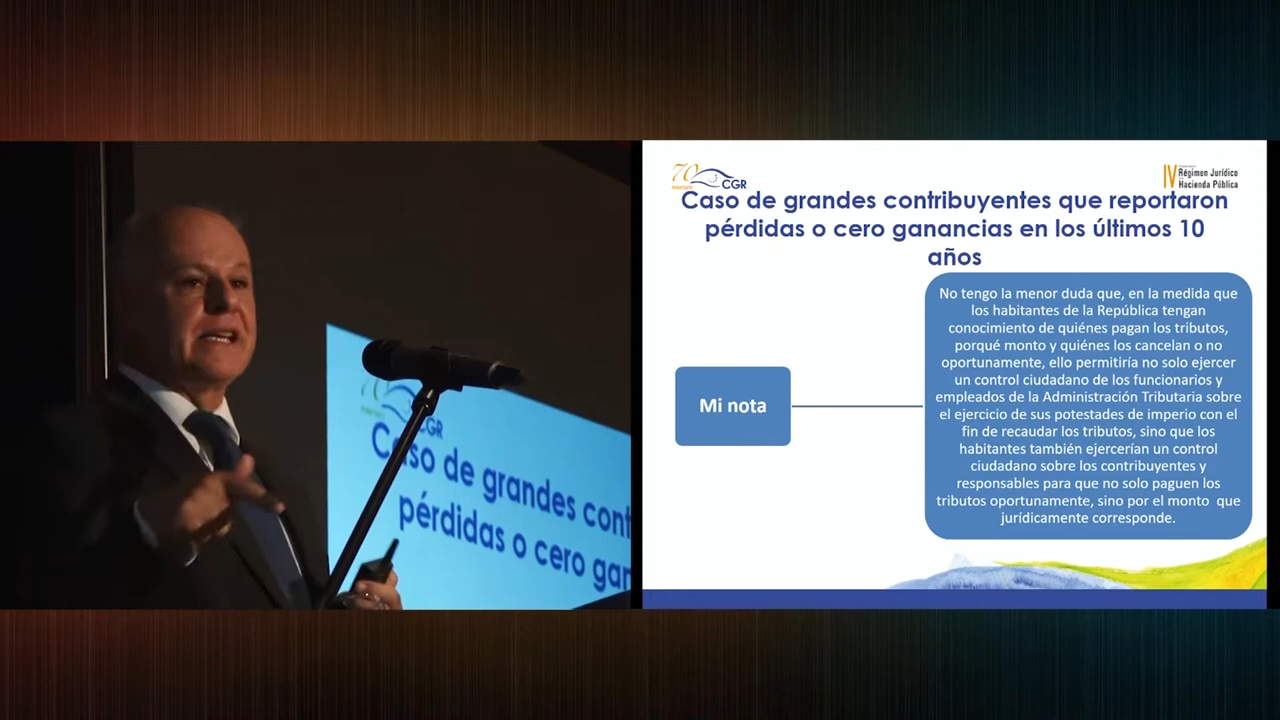 CGR
Caso de grandes cont
pérdidas o cero gan
70
CGR
IV Régimen Jurídico
Hacienda Pública
Caso de grandes contribuyentes que reportaron
pérdidas o cero ganancias en los últimos 10
años
Mi nota
No tengo la menor duda que, en la medida que
los habitantes de la República tengan
conocimiento de quiénes pagan los tributos,
porqué monto y quiénes los cancelan o no
oportunamente, ello permitiría no solo ejercer
un control ciudadano de los funcionarios y
empleados de la Administración Tributaria sobre
el ejercicio de sus potestades de imperio con el
fin de recaudar los tributos, sino que los
habitantes también ejercerían un control
ciudadano sobre los contribuyentes y
responsables para que no solo paguen los
tributos oportunamente, sino por el monto que
jurídicamente corresponde.